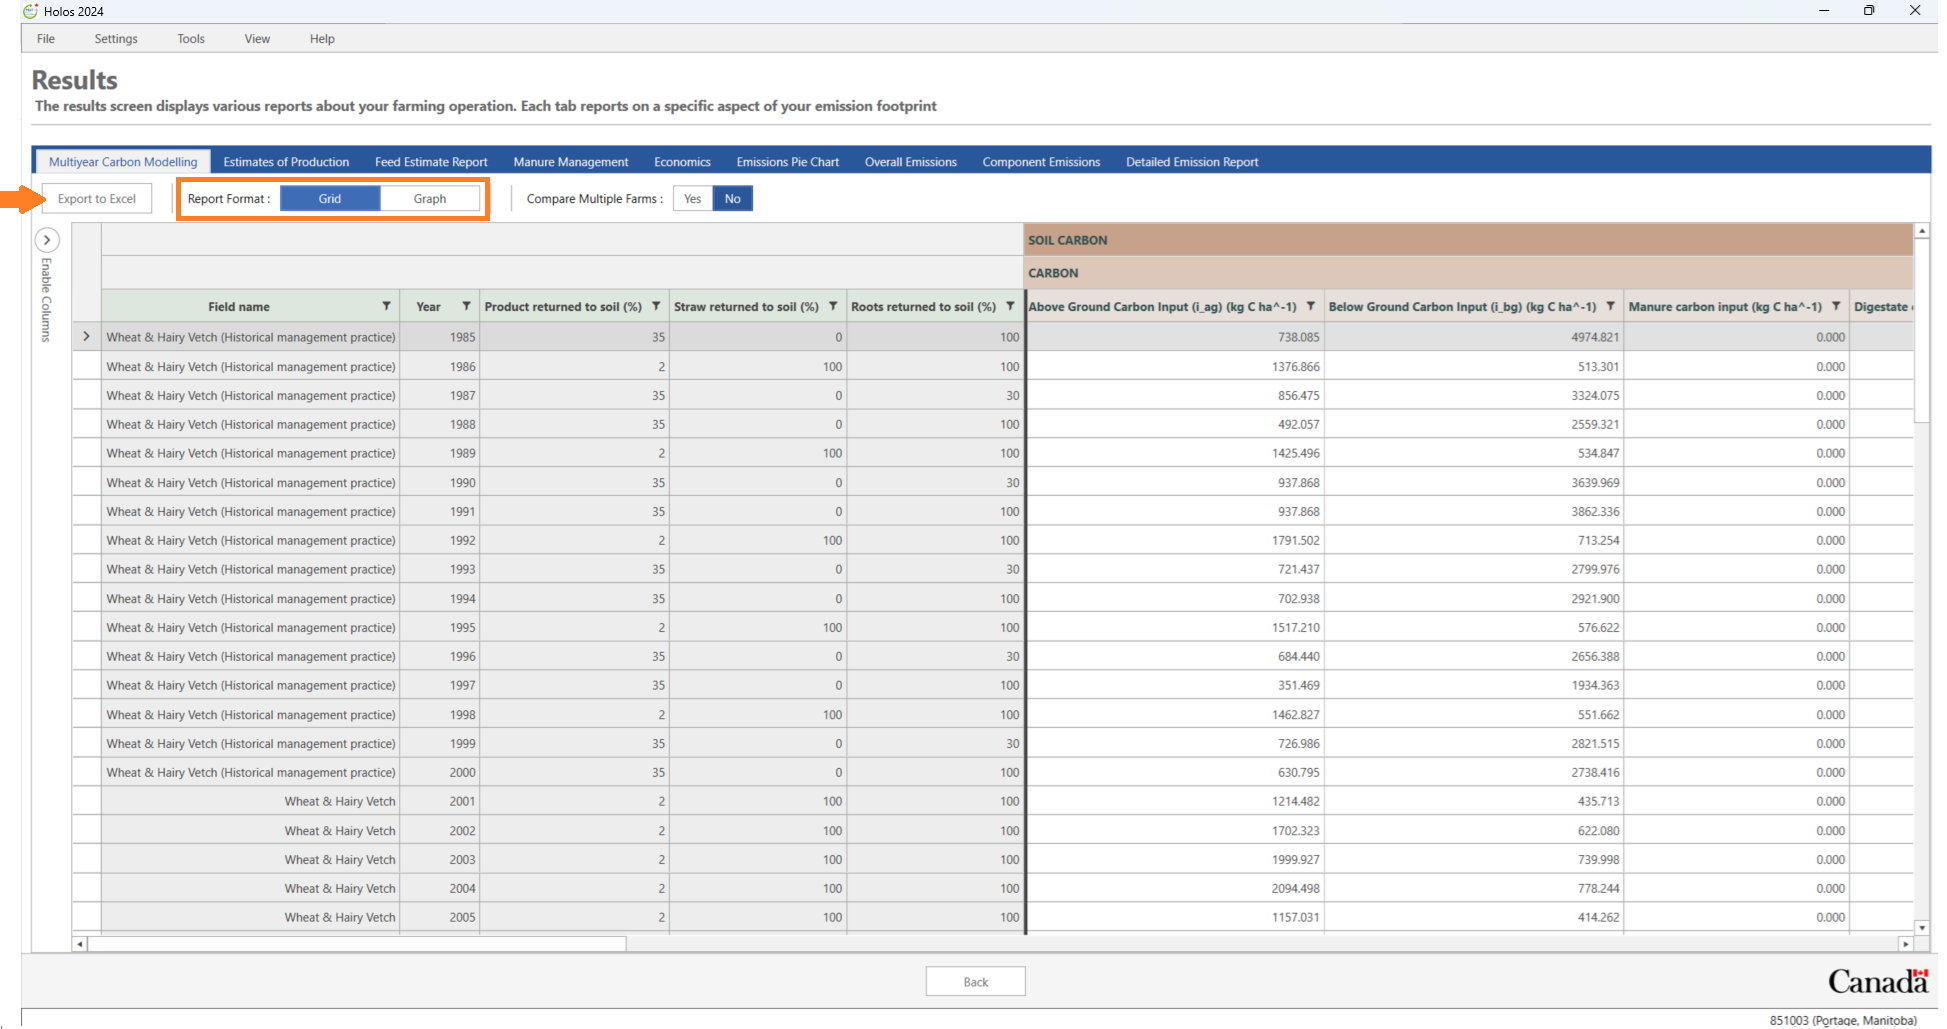 Holos 2024
File Settings Tools View Help
Results
The results screen displays various reports about your farming operation. Each tab reports on a specific aspect of your emission footprint
Multiyear Carbon Modelling Estimates of Production Feed Estimate Report Manure Management Economics Emissions Pie Chart Overall Emissions Component Emissions Detailed Emission Report
Export to Excel Report Format : Grid Graph Compare Multiple Farms : Yes No
Enable Columns
SOIL CARBON
CARBON
Field name Year Product returned to soil (%) Straw returned to soil (%) Roots returned to soil (%) Above Ground Carbon Input (i_ag) (kg C ha^-1) Below Ground Carbon Input (i_bg) (kg C ha^-1) Manure carbon input (kg C ha^-1) Digestate
Wheat & Hairy Vetch (Historical management practice) 1985 35 0 100 738.085 4974.821 0.000
Wheat & Hairy Vetch (Historical management practice) 1986 2 100 100 1376.866 513.301 0.000
Wheat & Hairy Vetch (Historical management practice) 1987 35 0 30 856.475 3324.075 0.000
Wheat & Hairy Vetch (Historical management practice) 1988 35 0 100 492.057 2559.321 0.000
Wheat & Hairy Vetch (Historical management practice) 1989 2 100 100 1425.496 534.847 0.000
Wheat & Hairy Vetch (Historical management practice) 1990 35 0 30 937.868 3639.969 0.000
Wheat & Hairy Vetch (Historical management practice) 1991 35 0 100 937.868 3862.336 0.000
Wheat & Hairy Vetch (Historical management practice) 1992 2 100 100 1791.502 713.254 0.000
Wheat & Hairy Vetch (Historical management practice) 1993 35 0 30 721.437 2799.976 0.000
Wheat & Hairy Vetch (Historical management practice) 1994 35 0 100 702.938 2921.900 0.000
Wheat & Hairy Vetch (Historical management practice) 1995 2 100 100 1517.210 576.622 0.000
Wheat & Hairy Vetch (Historical management practice) 1996 35 0 30 684.440 2656.388 0.000
Wheat & Hairy Vetch (Historical management practice) 1997 35 0 100 351.469 1934.363 0.000
Wheat & Hairy Vetch (Historical management practice) 1998 2 100 100 1462.827 551.662 0.000
Wheat & Hairy Vetch (Historical management practice) 1999 35 0 30 726.986 2821.515 0.000
Wheat & Hairy Vetch (Historical management practice) 2000 35 0 100 630.795 2738.416 0.000
Wheat & Hairy Vetch 2001 2 100 100 1214.482 435.713 0.000
Wheat & Hairy Vetch 2002 2 100 100 1702.323 622.080 0.000
Wheat & Hairy Vetch 2003 2 100 100 1999.927 739.998 0.000
Wheat & Hairy Vetch 2004 2 100 100 2094.498 778.244 0.000
Wheat & Hairy Vetch 2005 2 100 100 1157.031 414.262 0.000
Back
Canada
851003 (Portage, Manitoba)